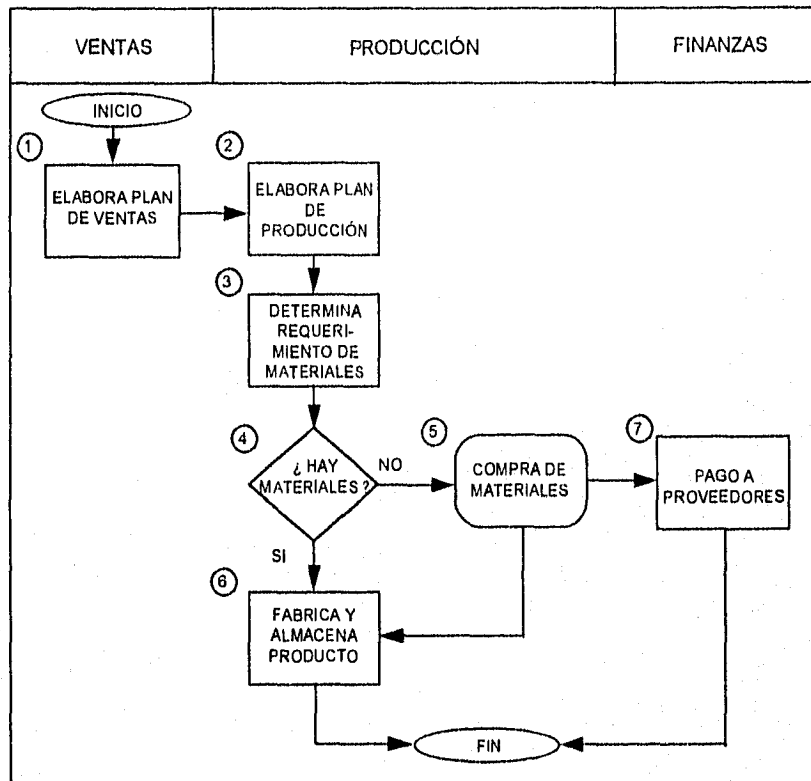 VENTAS
PRODUCCIÓN
FINANZAS
INICIO
1
ELABORA PLAN
DE VENTAS
2
ELABORA PLAN
DE
PRODUCCIÓN
3
DETERMINA
REQUERI-
MIENTO DE
MATERIALES
4
¿ HAY
MATERIALES ?
NO
SI
5
COMPRA DE
MATERIALES
7
PAGO A
PROVEEDORES
6
FABRICA Y
ALMACENA
PRODUCTO
FIN